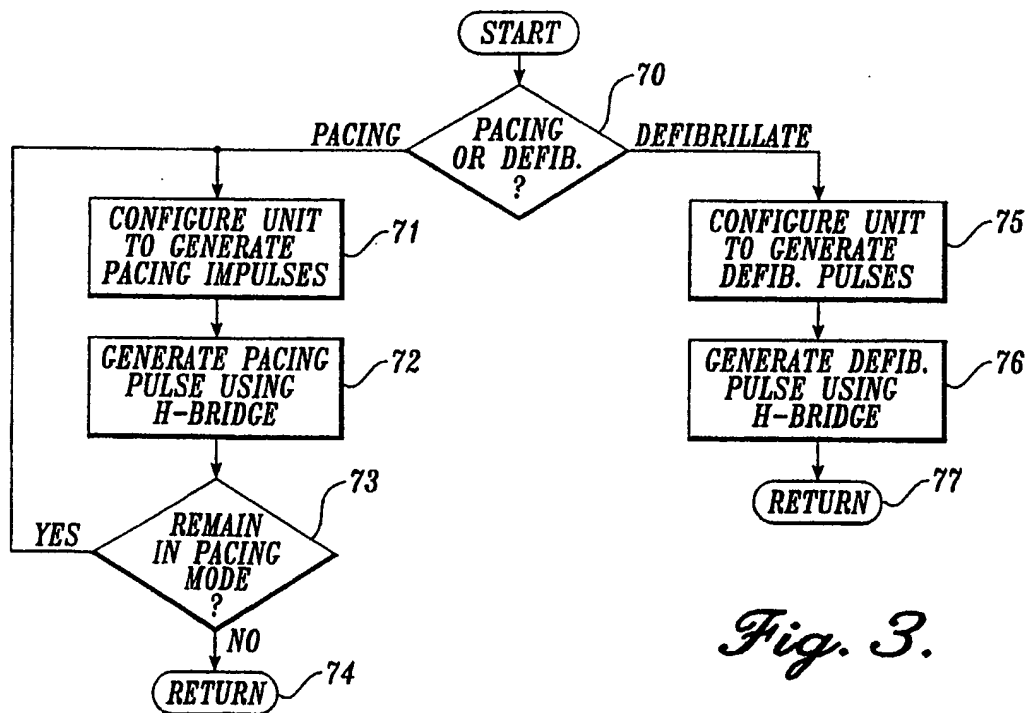 START
70
PACING
PACING
OR DEFIB.
?
DEFIBRILLATE
CONFIGURE UNIT
TO GENERATE
PACING IMPULSES
71
GENERATE PACING
PULSE USING
H-BRIDGE
72
73
REMAIN
IN PACING
MODE
?
YES
NO
RETURN
74
CONFIGURE UNIT
TO GENERATE
DEFIB. PULSES
75
GENERATE DEFIB.
PULSE USING
H-BRIDGE
76
RETURN
77
Fig. 3.